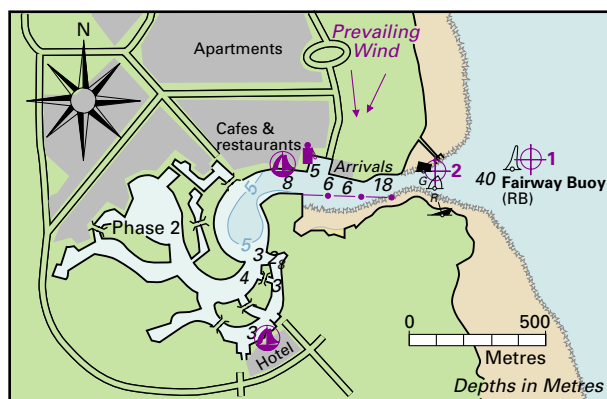 N
Prevailing
Wind
Apartments
Cafes &
restaurants
5
Arrivals
1
2
G
R
40
Fairway Buoy
(RB)
5
8
6
6
18
Phase 2
5
3
2₈
4
3
3
Hotel
0
500
Metres
Depths in Metres